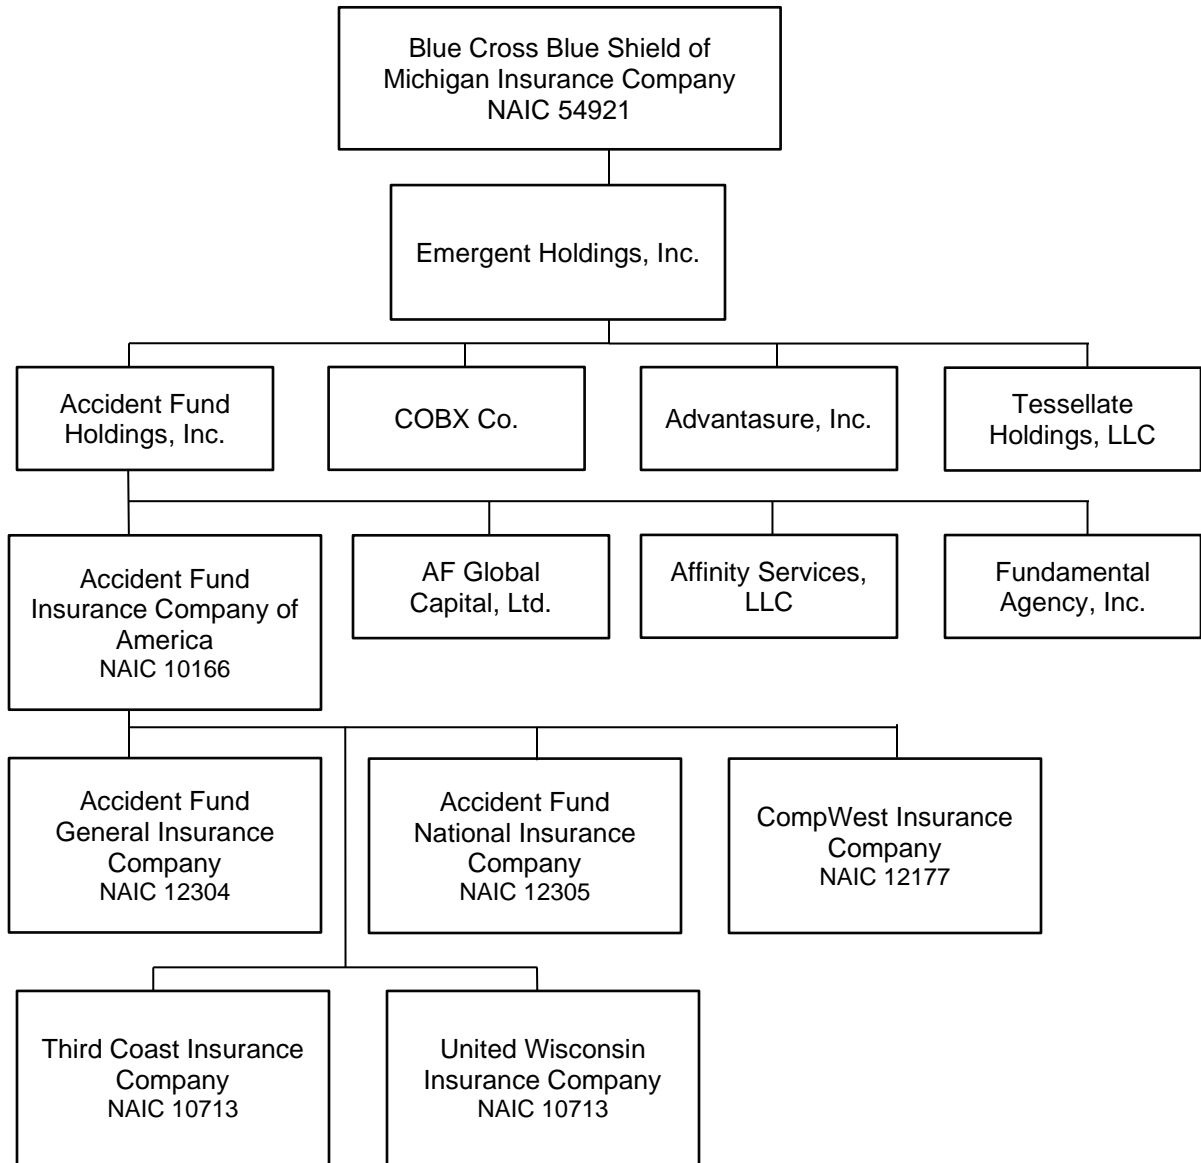 Blue Cross Blue Shield of
Michigan Insurance Company
NAIC 54921
Emergent Holdings, Inc.
Accident Fund
Holdings, Inc.
COBX Co.
Advantasure, Inc.
Tessellate
Holdings, LLC
Accident Fund
Insurance Company of
America
NAIC 10166
AF Global
Capital, Ltd.
Affinity Services,
LLC
Fundamental
Agency, Inc.
Accident Fund
General Insurance
Company
NAIC 12304
Accident Fund
National Insurance
Company
NAIC 12305
CompWest Insurance
Company
NAIC 12177
Third Coast Insurance
Company
NAIC 10713
United Wisconsin
Insurance Company
NAIC 10713